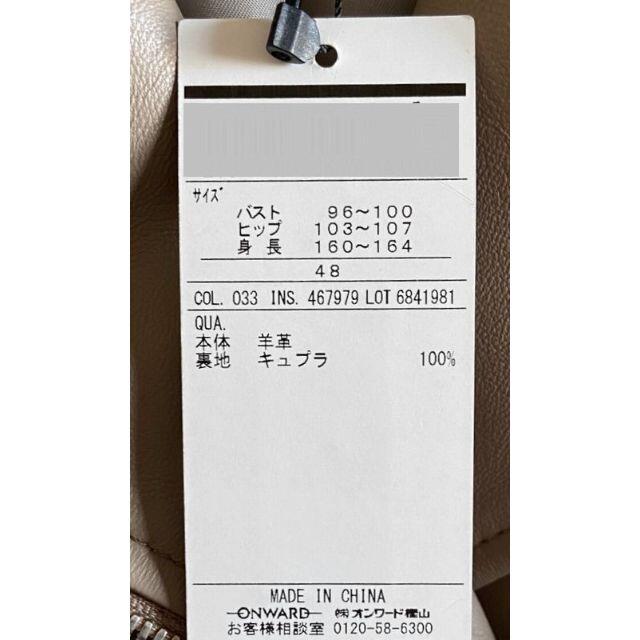 サイズ
バスト 96～100
ヒップ 103～107
身長 160～164
48
COL. 033 INS. 467979 LOT 6841981
QUA.
本体 羊革
裏地 キュプラ 100%
MADE IN CHINA
ONWARD ㈱オンワード樫山
お客様相談室 0120-58-6300